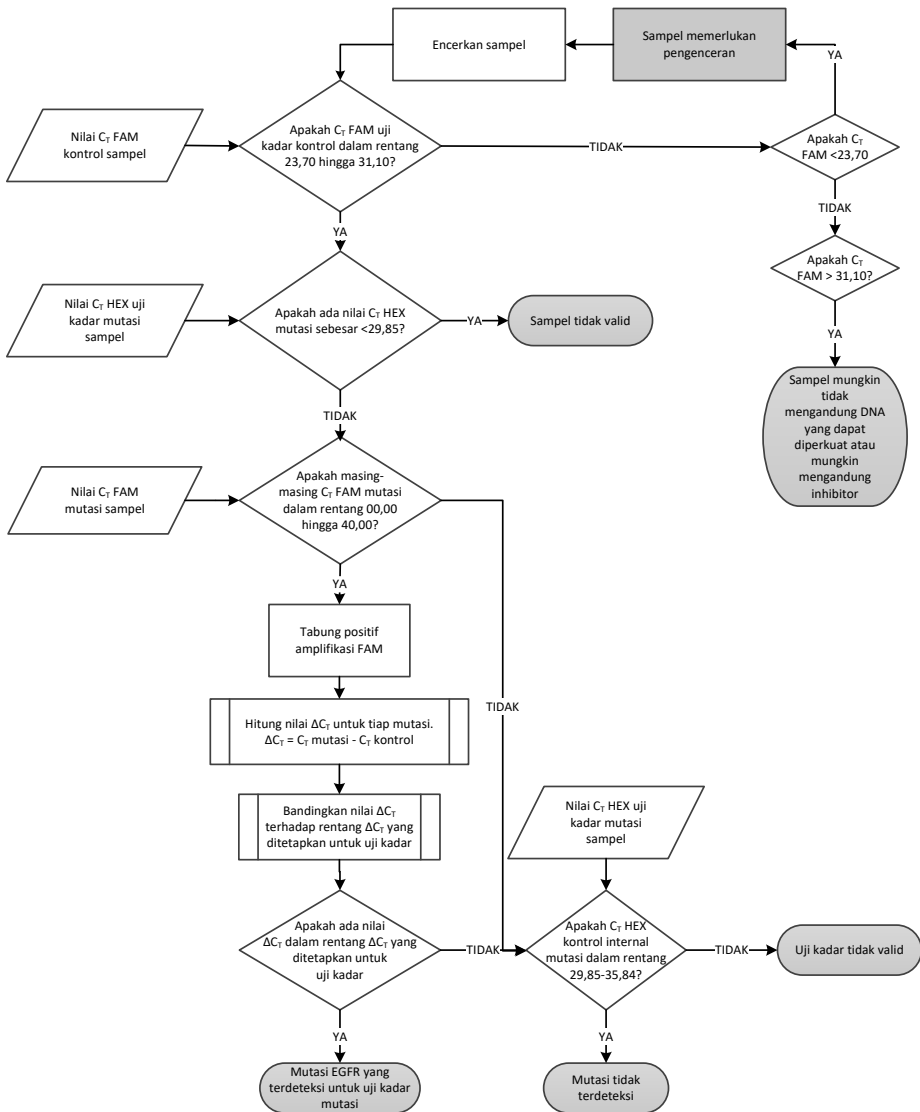 Encerkan sampel
Sampel memerlukan
pengenceran
YA
Nilai CT FAM
kontrol sampel
Apakah CT FAM uji
kadar kontrol dalam rentang
23,70 hingga 31,10?
TIDAK
Apakah CT
FAM <23,70
YA
TIDAK
Apakah CT
FAM > 31,10?
Nilai CT HEX uji
kadar mutasi
sampel
Apakah ada nilai CT HEX
mutasi sebesar <29,85?
YA
Sampel tidak valid
YA
Sampel mungkin
tidak
mengandung DNA
yang dapat
diperkuat atau
mungkin
mengandung
inhibitor
TIDAK
Nilai CT FAM
mutasi sampel
Apakah masing-
masing CT FAM mutasi
dalam rentang 00,00
hingga 40,00?
YA
Tabung positif
amplifikasi FAM
TIDAK
Hitung nilai ΔCT untuk tiap mutasi.
ΔCT = CT mutasi - CT kontrol
Bandingkan nilai ΔCT
terhadap rentang ΔCT yang
ditetapkan untuk uji kadar
Nilai CT HEX uji
kadar mutasi
sampel
Apakah ada nilai
ΔCT dalam rentang ΔCT yang
ditetapkan untuk
uji kadar
TIDAK
Apakah CT HEX
kontrol internal
mutasi dalam rentang
29,85-35,84?
TIDAK
Uji kadar tidak valid
YA
YA
Mutasi EGFR yang
terdeteksi untuk uji kadar
mutasi
Mutasi tidak
terdeteksi